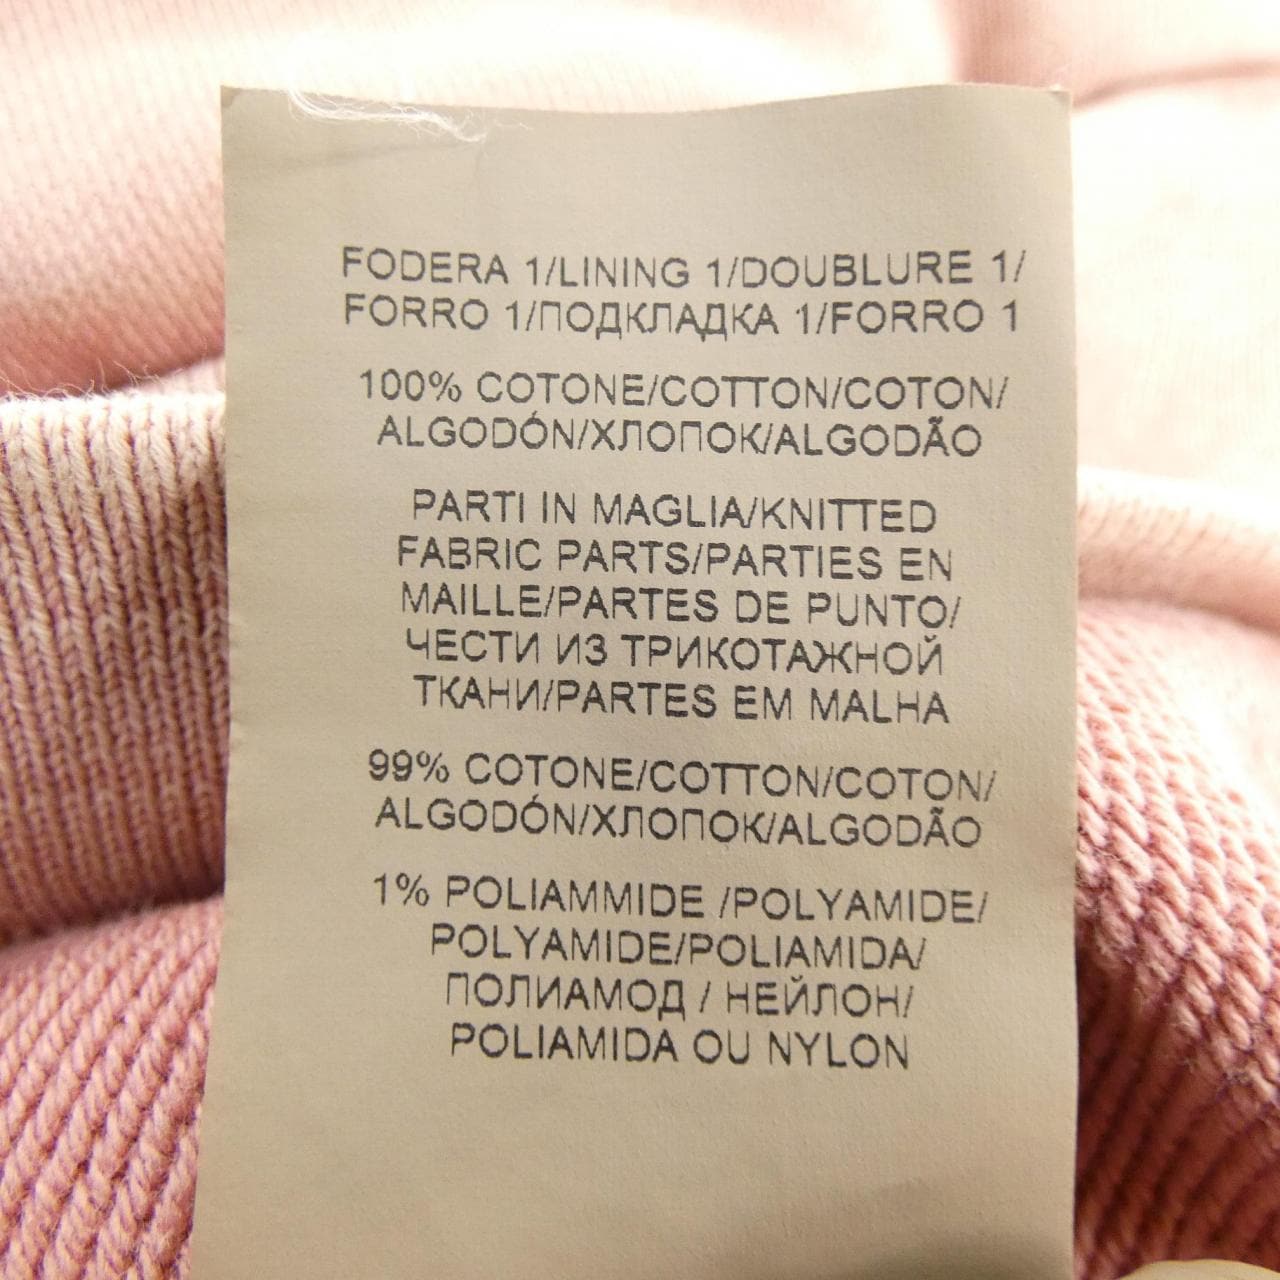 FODERA 1/LINING 1/DOUBLURE 1/
FORRO 1/ПОДКЛАДКА 1/FORRO 1
100% COTONE/COTTON/COTON/
ALGODÓN/ХЛОПОК/ALGODÃO
PARTI IN MAGLIA/KNITTED
FABRIC PARTS/PARTIES EN
MAILLE/PARTES DE PUNTO/
ЧЕСТИ ИЗ ТРИКОТАЖНОЙ
ТКАНИ/PARTES EM MALHA
99% COTONE/COTTON/COTON/
ALGODÓN/ХЛОПОК/ALGODÃO
1% POLIAMMIDE /POLYAMIDE/
POLYAMIDE/POLIAMIDA/
ПОЛИАМОД / НЕЙЛОН/
POLIAMIDA OU NYLON